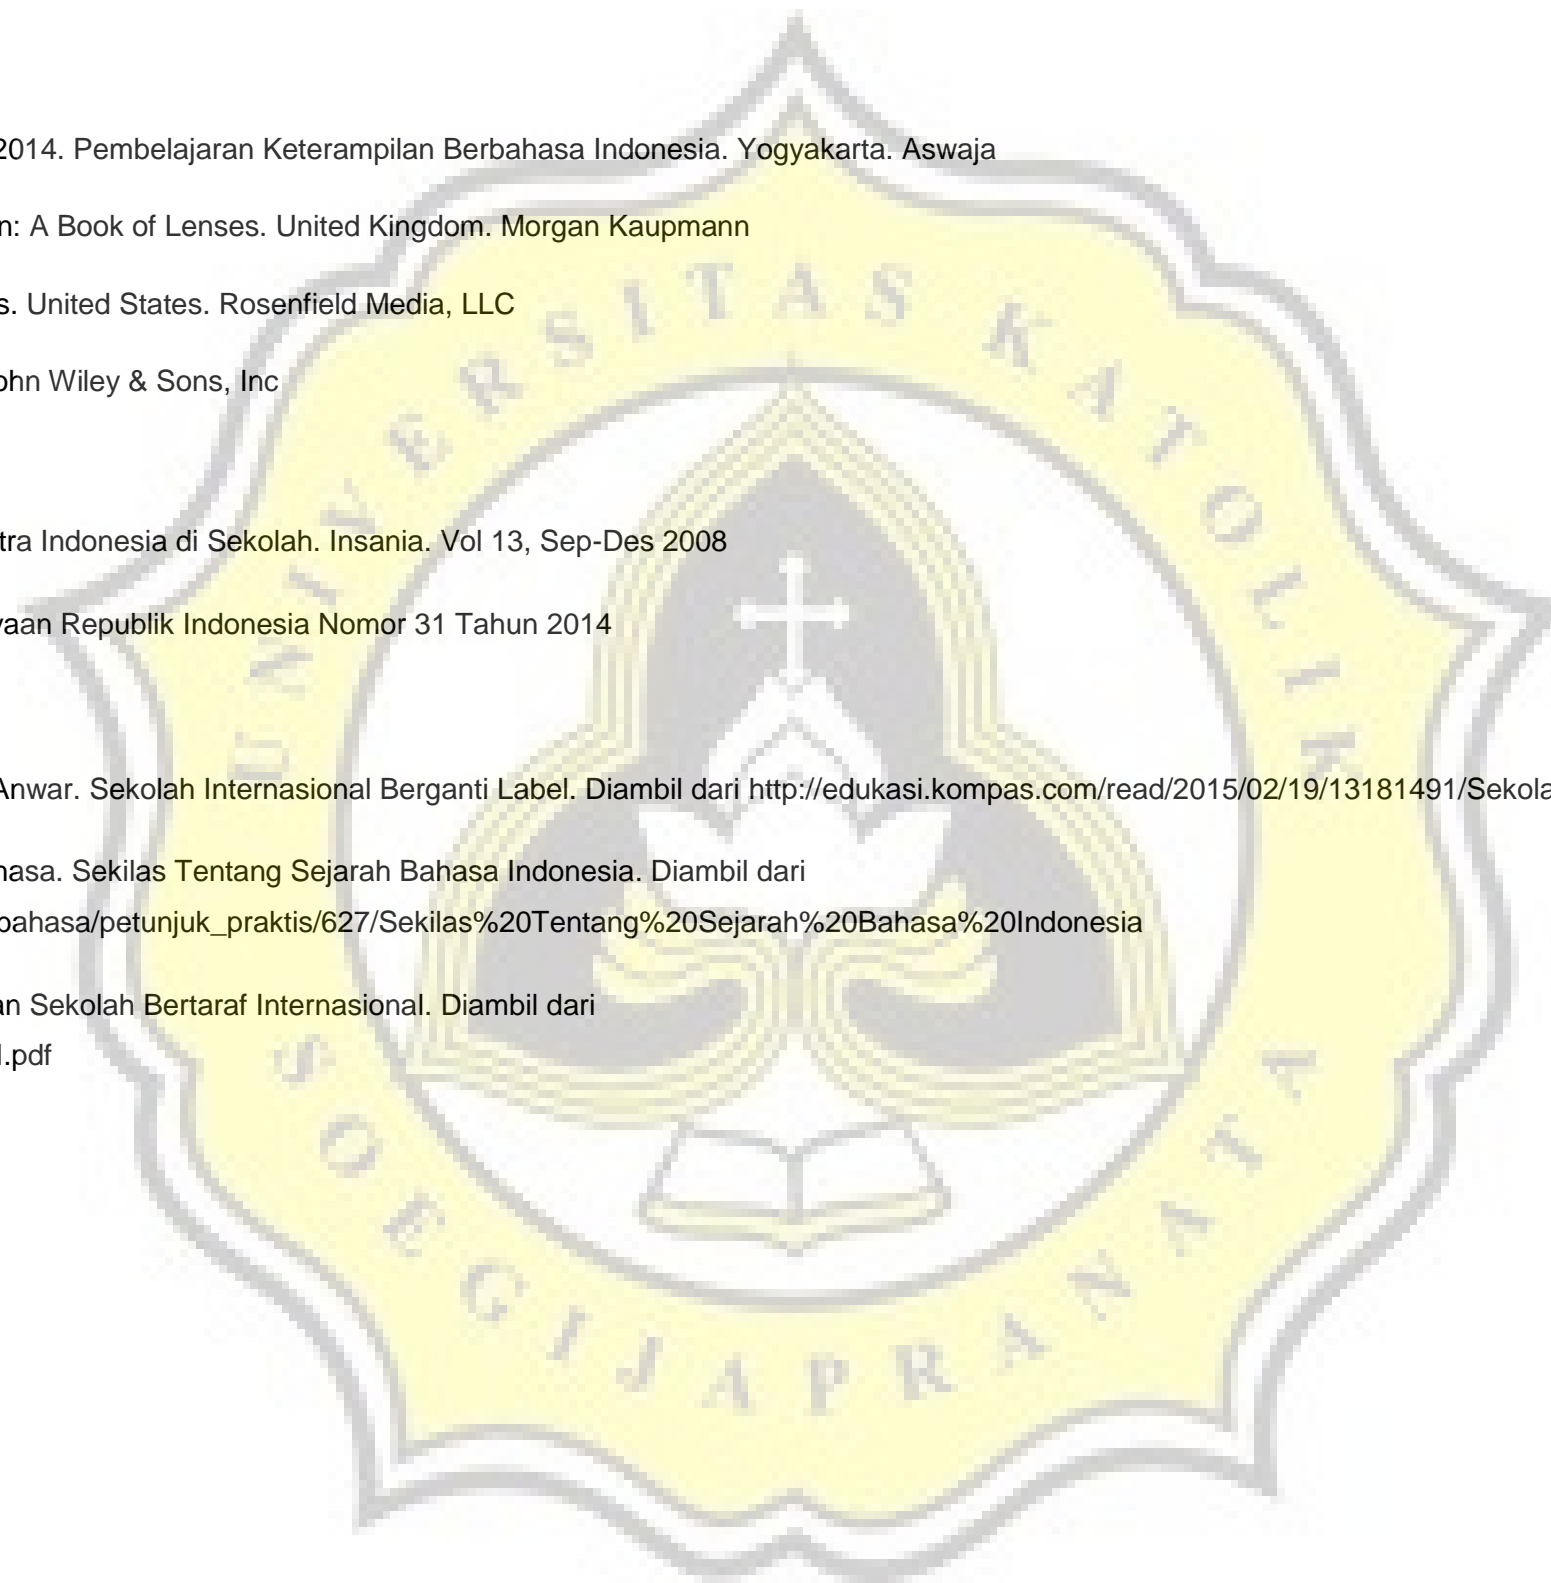 2014. Pembelajaran Keterampilan Berbahasa Indonesia. Yogyakarta. Aswaja
n: A Book of Lenses. United Kingdom. Morgan Kaupmann
s. United States. Rosenfield Media, LLC
ohn Wiley & Sons, Inc
tra Indonesia di Sekolah. Insania. Vol 13, Sep-Des 2008
yaan Republik Indonesia Nomor 31 Tahun 2014
Anwar. Sekolah Internasional Berganti Label. Diambil dari http://edukasi.kompas.com/read/2015/02/19/13181491/Sekola
hasa. Sekilas Tentang Sejarah Bahasa Indonesia. Diambil dari
bahasa/petunjuk_praktis/627/Sekilas%20Tentang%20Sejarah%20Bahasa%20Indonesia
an Sekolah Bertaraf Internasional. Diambil dari
l.pdf
UNIVERSITAS KATOLIK
SOEGIJAPRANATA